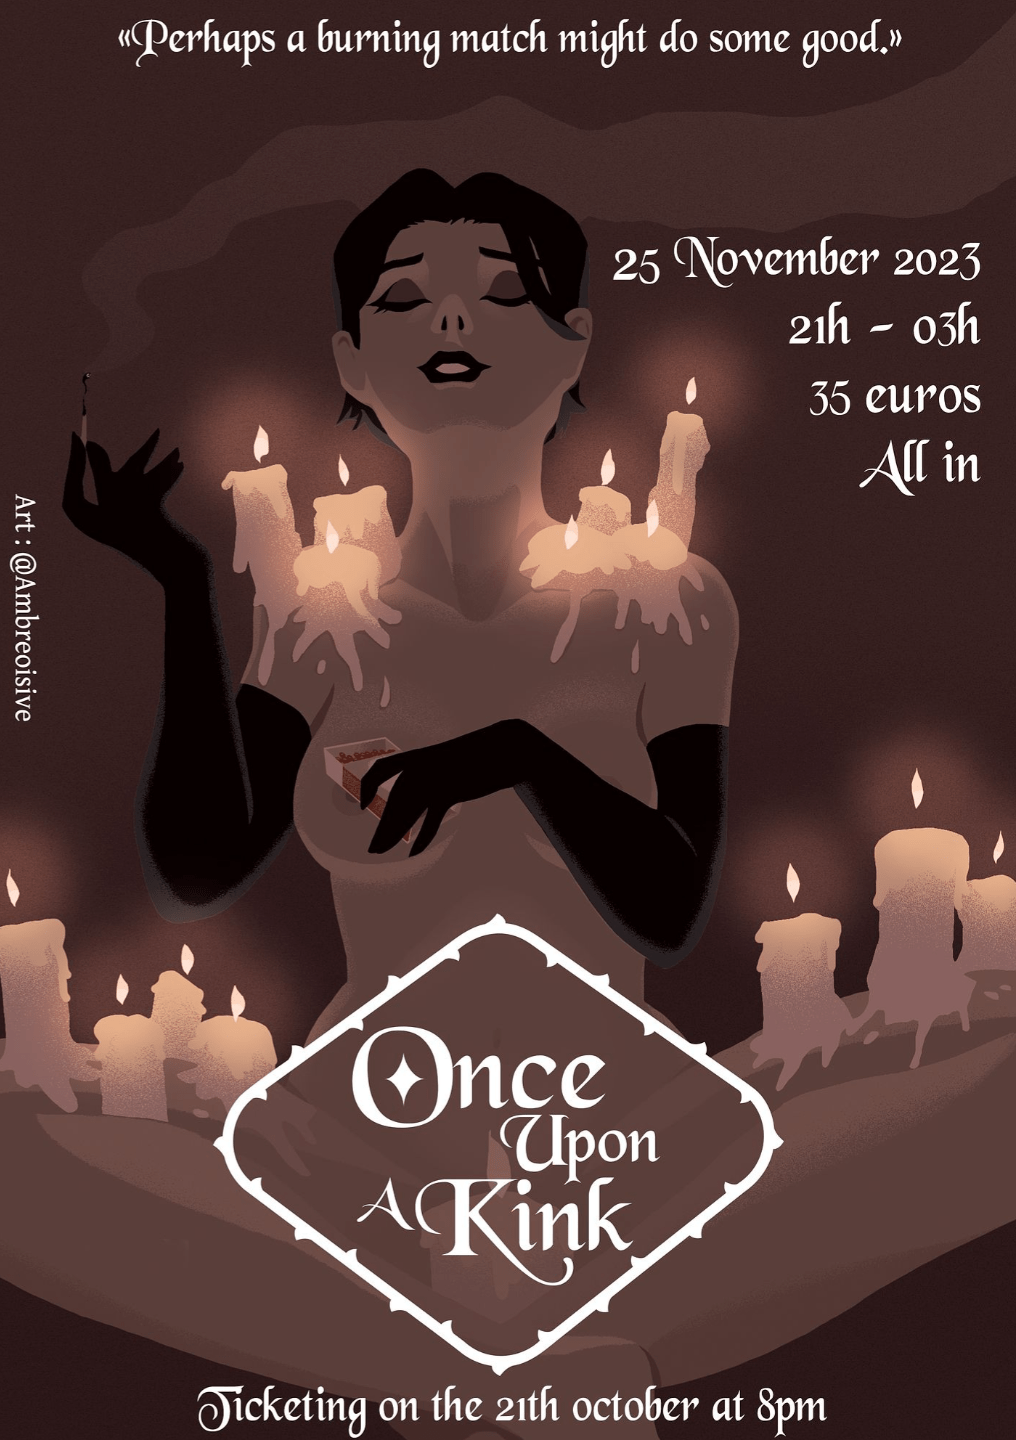 «Perhaps a burning match might do some good.»
25 November 2023
21h - 03h
35 euros
All in
Art : @Ambreoisive
Once
Upon
A Kink
Ticketing on the 21th october at 8pm